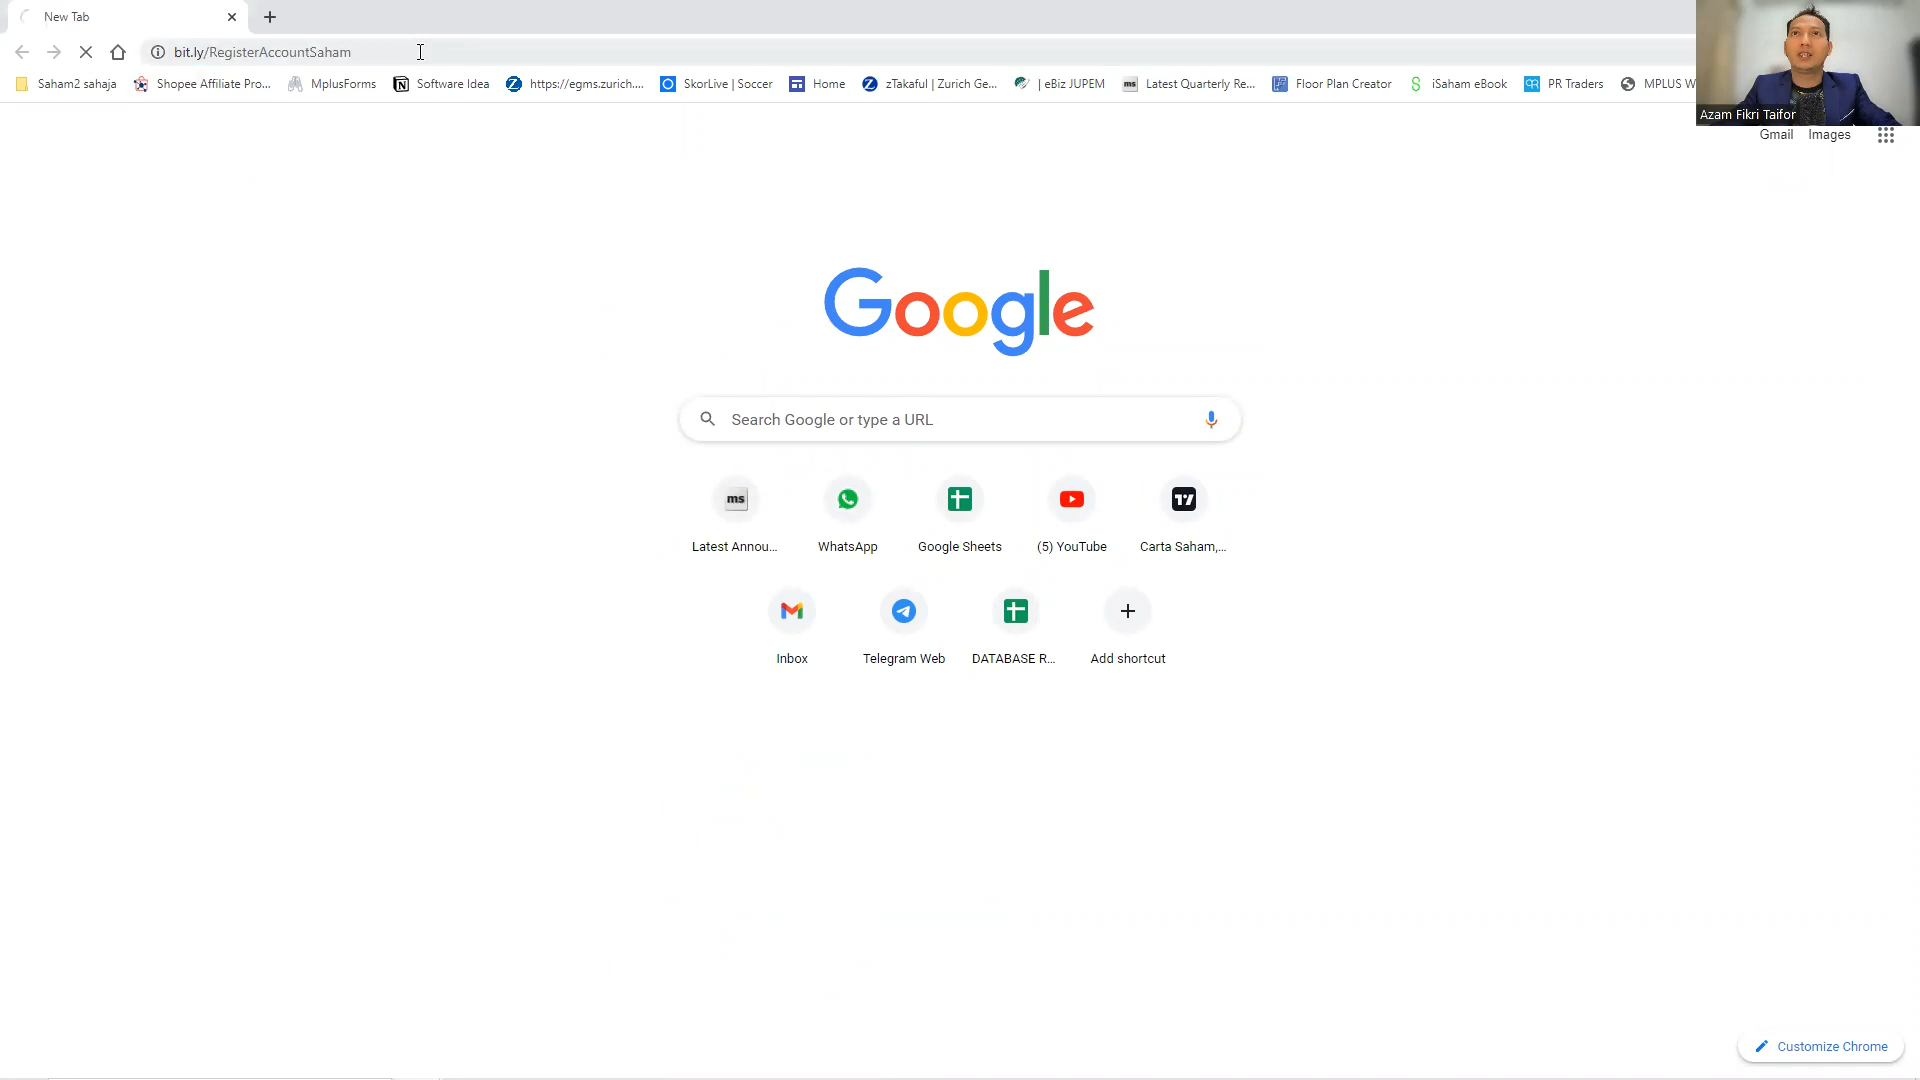 New Tab
bit.ly/RegisterAccountSaham
Saham2 sahaja Shopee Affiliate Pro... MplusForms Software Idea https://egms.zurich.... SkorLive | Soccer Home zTakaful | Zurich Ge... | eBiz JUPEM ms Latest Quarterly Re... Floor Plan Creator iSaham eBook PR Traders MPLUS W
Azam Fikri Taifor
Gmail Images
Google
Search Google or type a URL
ms
Latest Annou... WhatsApp Google Sheets (5) YouTube Carta Saham,...
Inbox Telegram Web DATABASE R... Add shortcut
Customize Chrome